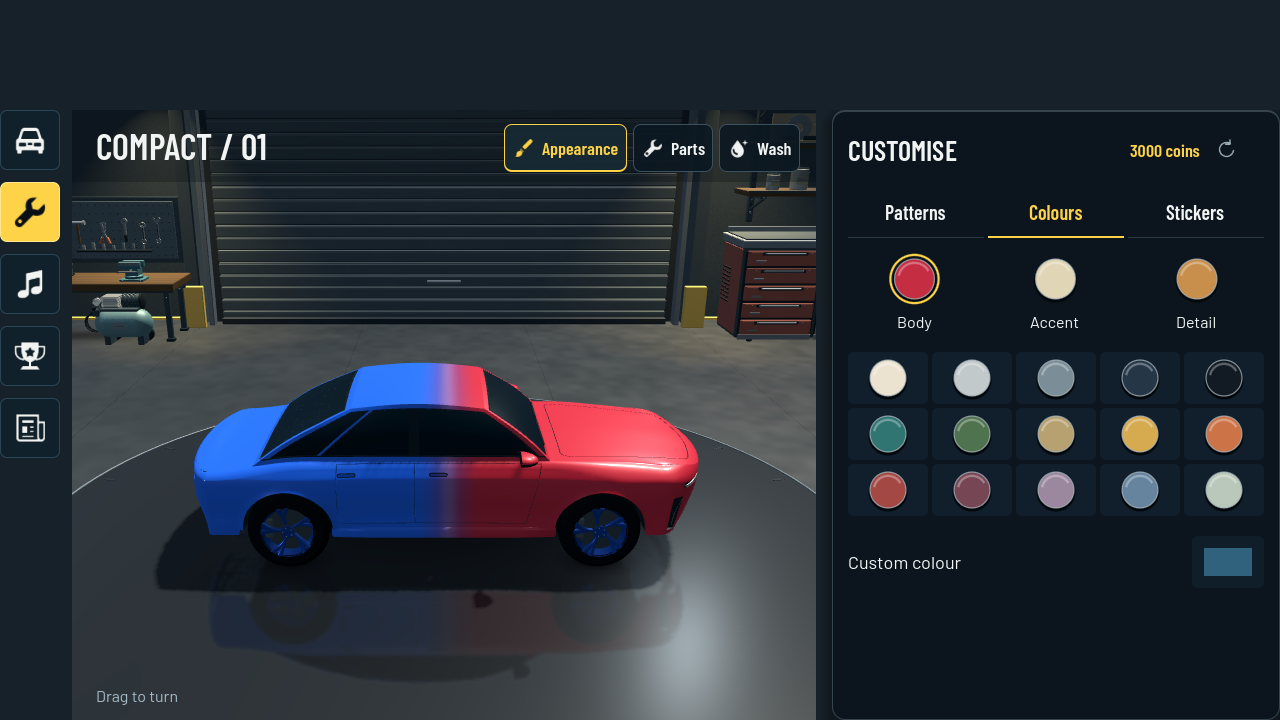 COMPACT / 01
Appearance
Parts
Wash
CUSTOMISE
3000 coins
Patterns
Colours
Stickers
Body
Accent
Detail
Custom colour
Drag to turn